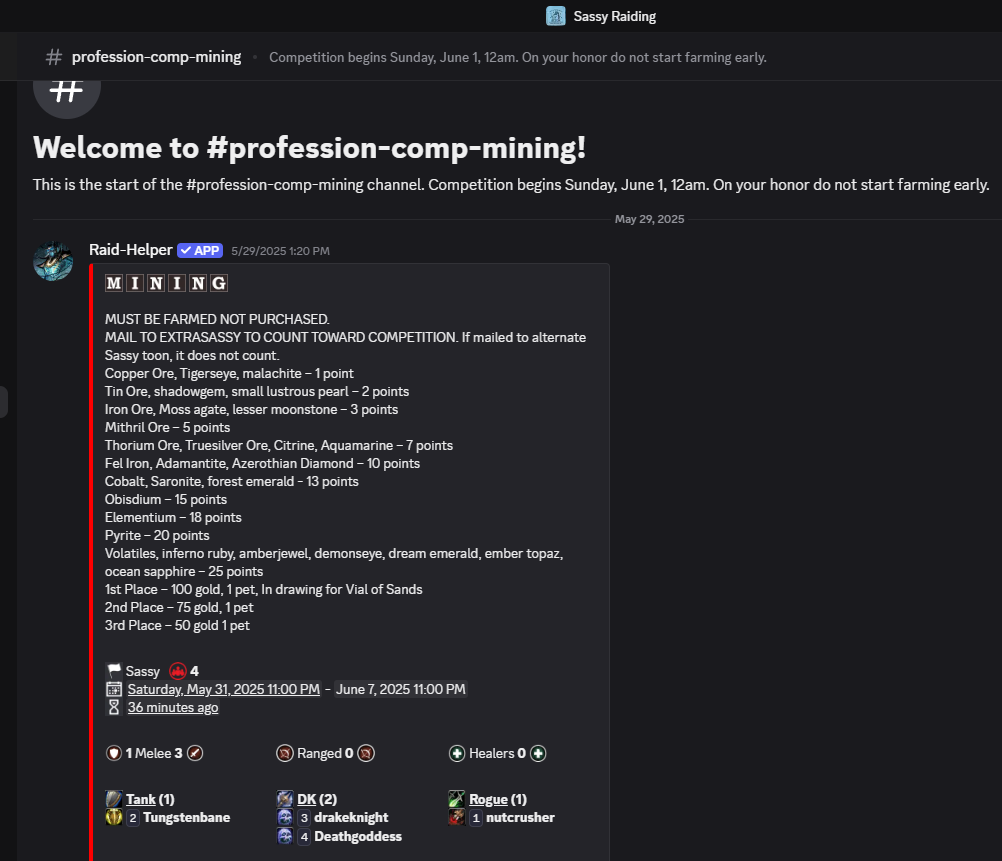 Sassy Raiding
# profession-comp-mining • Competition begins Sunday, June 1, 12am. On your honor do not start farming early.
#
Welcome to #profession-comp-mining!
This is the start of the #profession-comp-mining channel. Competition begins Sunday, June 1, 12am. On your honor do not start farming early.
May 29, 2025
Raid-Helper ✓ APP 5/29/2025 1:20 PM
MINING
MUST BE FARMED NOT PURCHASED.
MAIL TO EXTRASASSY TO COUNT TOWARD COMPETITION. If mailed to alternate
Sassy toon, it does not count.
Copper Ore, Tigerseye, malachite – 1 point
Tin Ore, shadowgem, small lustrous pearl – 2 points
Iron Ore, Moss agate, lesser moonstone – 3 points
Mithril Ore – 5 points
Thorium Ore, Truesilver Ore, Citrine, Aquamarine – 7 points
Fel Iron, Adamantite, Azerothian Diamond – 10 points
Cobalt, Saronite, forest emerald - 13 points
Obisdium – 15 points
Elementium – 18 points
Pyrite – 20 points
Volatiles, inferno ruby, amberjewel, demonseye, dream emerald, ember topaz,
ocean sapphire – 25 points
1st Place – 100 gold, 1 pet, In drawing for Vial of Sands
2nd Place – 75 gold, 1 pet
3rd Place – 50 gold 1 pet
Sassy 4
Saturday, May 31, 2025 11:00 PM - June 7, 2025 11:00 PM
36 minutes ago
1 Melee 3 Ranged 0 Healers 0
Tank (1) DK (2) Rogue (1)
2 Tungstenbane 3 drakeknight 1 nutcrusher
4 Deathgoddess